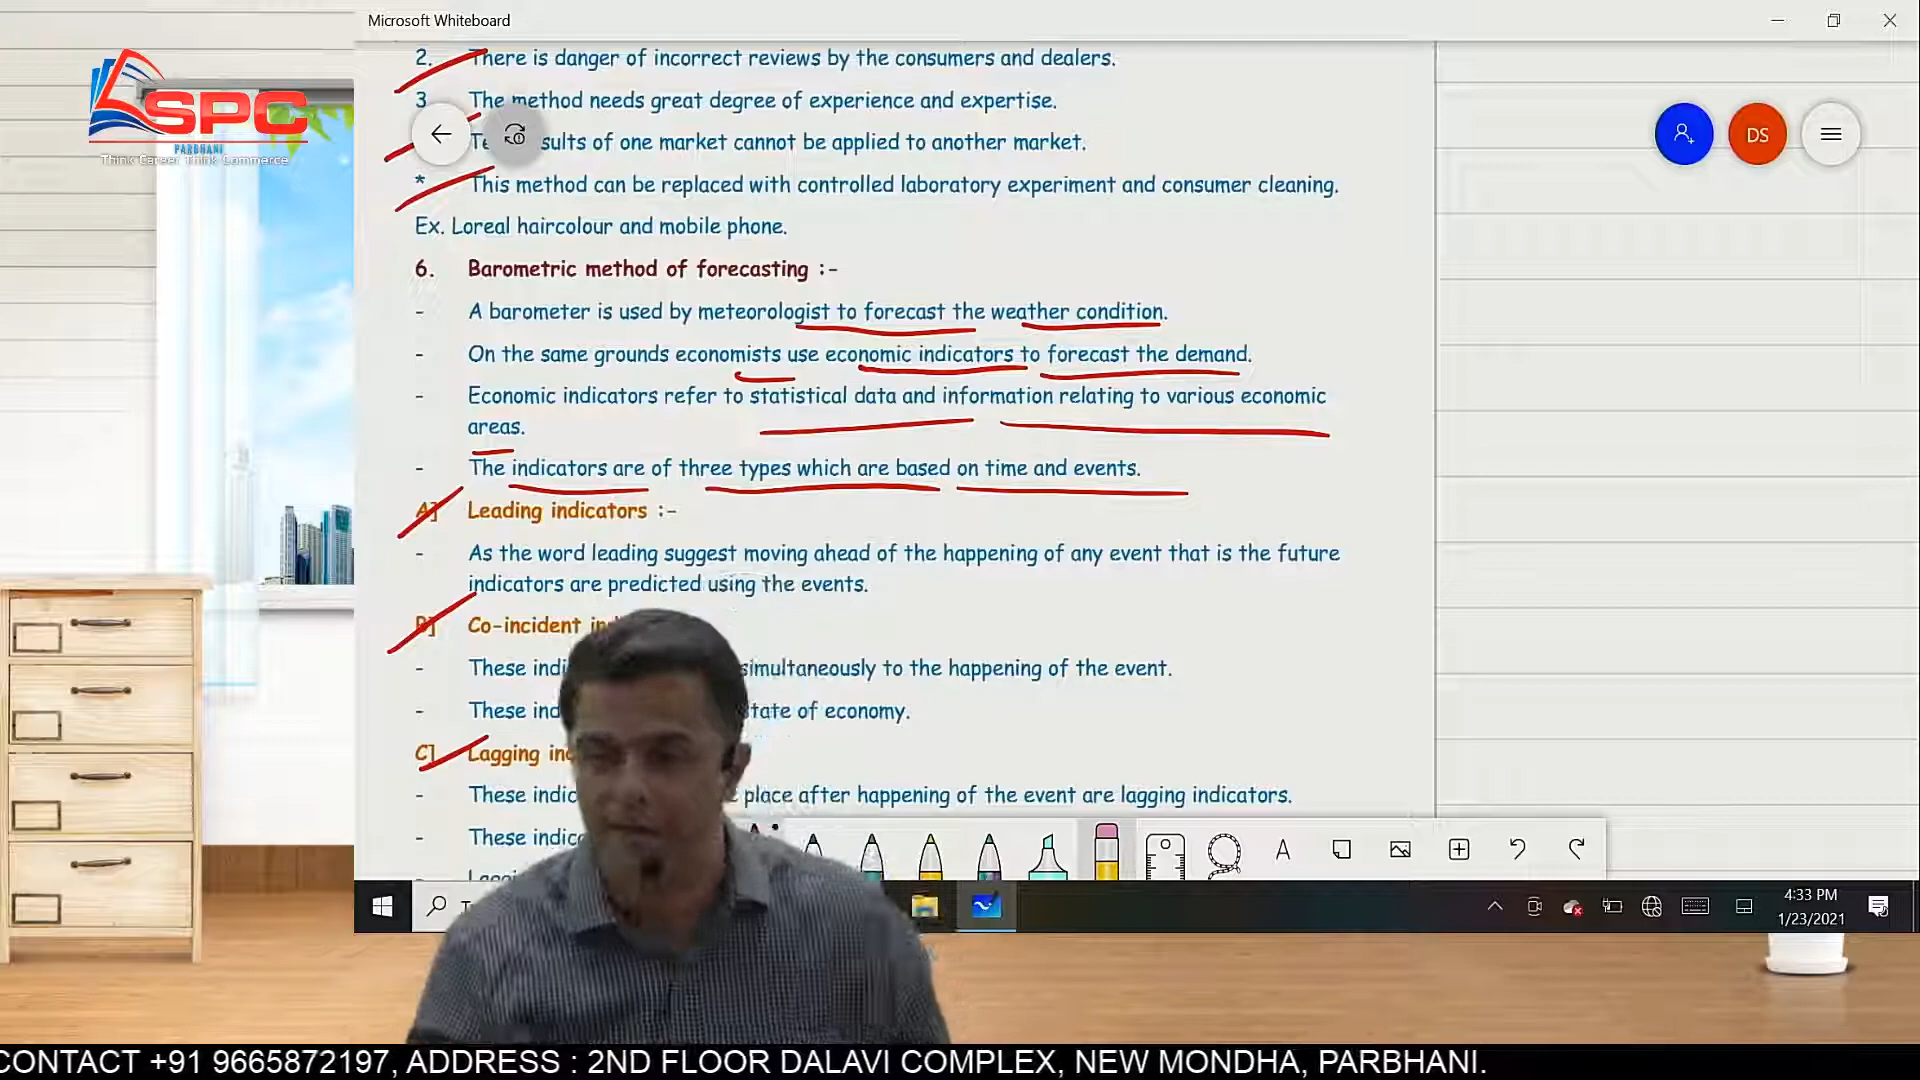 Microsoft Whiteboard
SPC
PARBHANI
Think Career Think Commerce
2. There is danger of incorrect reviews by the consumers and dealers.
3 The method needs great degree of experience and expertise.
sults of one market cannot be applied to another market.
* This method can be replaced with controlled laboratory experiment and consumer cleaning.
Ex. Loreal haircolour and mobile phone.
DS
6. Barometric method of forecasting :-
- A barometer is used by meteorologist to forecast the weather condition.
- On the same grounds economists use economic indicators to forecast the demand.
- Economic indicators refer to statistical data and information relating to various economic
areas.
- The indicators are of three types which are based on time and events.
A] Leading indicators :-
- As the word leading suggest moving ahead of the happening of any event that is the future
indicators are predicted using the events.
B] Co-incident in
- These indi simultaneously to the happening of the event.
- These ind state of economy.
C] Lagging ind
- These indic place after happening of the event are lagging indicators.
- These indic
4:33 PM
1/23/2021
CONTACT +91 9665872197, ADDRESS : 2ND FLOOR DALAVI COMPLEX, NEW MONDHA, PARBHANI.